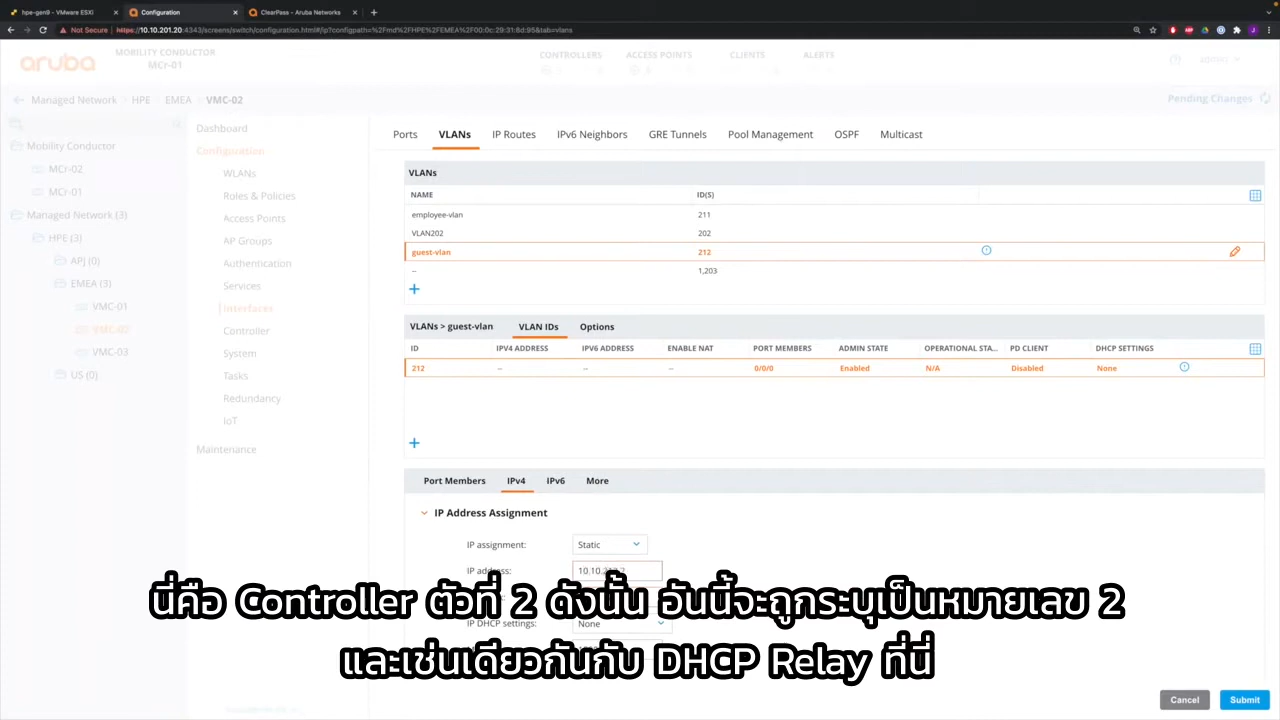 hpe-gen9 - VMware ESXi
Configuration
ClearPass - Aruba Networks
Not Secure
https://10.10.201.20:4343/screens/switch/configuration.html#/ip?configpath=%2Fmd%2FHPE%2FEMEA%2F00:0c:29:31:6d:95&tab=vlans
aruba
MOBILITY CONDUCTOR
MCr-01
CONTROLLERS
ACCESS POINTS
CLIENTS
ALERTS
admin
Managed Network
HPE
EMEA
VMC-02
Pending Changes
Mobility Conductor
MCr-02
MCr-01
Managed Network (3)
HPE (3)
APJ (0)
EMEA (3)
VMC-01
VMC-02
VMC-03
US (0)
Dashboard
Configuration
WLANs
Roles & Policies
Access Points
AP Groups
Authentication
Services
Interfaces
Controller
System
Tasks
Redundancy
IoT
Maintenance
Ports VLANs IP Routes IPv6 Neighbors GRE Tunnels Pool Management OSPF Multicast
VLANs
NAME ID(S)
employee-vlan 211
VLAN202 202
guest-vlan 212
-- 1,203
VLANs > guest-vlan VLAN IDs Options
ID IPV4 ADDRESS IPV6 ADDRESS ENABLE NAT PORT MEMBERS ADMIN STATE OPERATIONAL STA... PD CLIENT DHCP SETTINGS
212 -- -- -- 0/0/0 Enabled N/A Disabled None
Port Members IPv4 IPv6 More
IP Address Assignment
IP assignment: Static
IP address:
IP DHCP settings: None
นี่คือ Controller ตัวที่ 2 ดังนั้น อันนี้จะถูกระบุเป็นหมายเลข 2
และเช่นเดียวกันกับ DHCP Relay ที่นี่
Cancel Submit